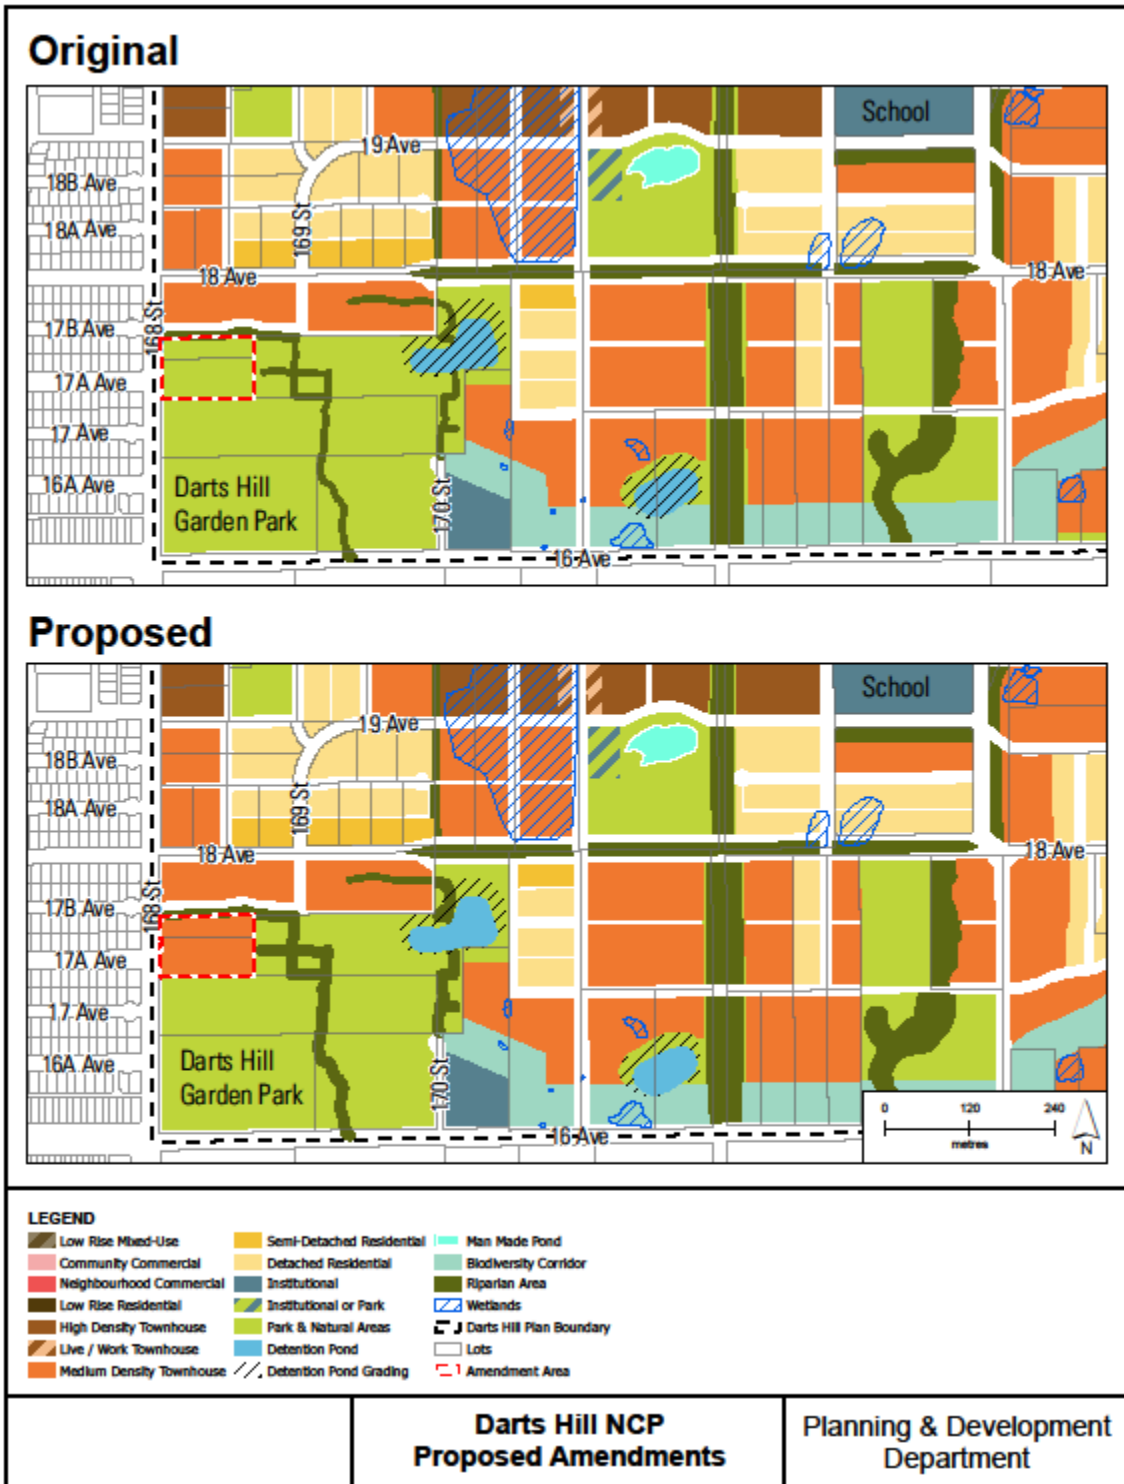 Original
School
19 Ave
18B Ave
18A Ave
169 St
18 Ave
18 Ave
168 St
17B Ave
17A Ave
17 Ave
16A Ave
Darts Hill
Garden Park
170 St
16 Ave
Proposed
School
19 Ave
18B Ave
18A Ave
169 St
18 Ave
18 Ave
168 St
17B Ave
17A Ave
17 Ave
16A Ave
Darts Hill
Garden Park
170 St
16 Ave
0 120 240
metres
N
LEGEND
Low Rise Mixed-Use
Community Commercial
Neighbourhood Commercial
Low Rise Residential
High Density Townhouse
Live / Work Townhouse
Medium Density Townhouse
Semi-Detached Residential
Detached Residential
Institutional
Institutional or Park
Park & Natural Areas
Detention Pond
Detention Pond Grading
Man Made Pond
Biodiversity Corridor
Riparian Area
Wetlands
Darts Hill Plan Boundary
Lots
Amendment Area
Darts Hill NCP
Proposed Amendments
Planning & Development
Department